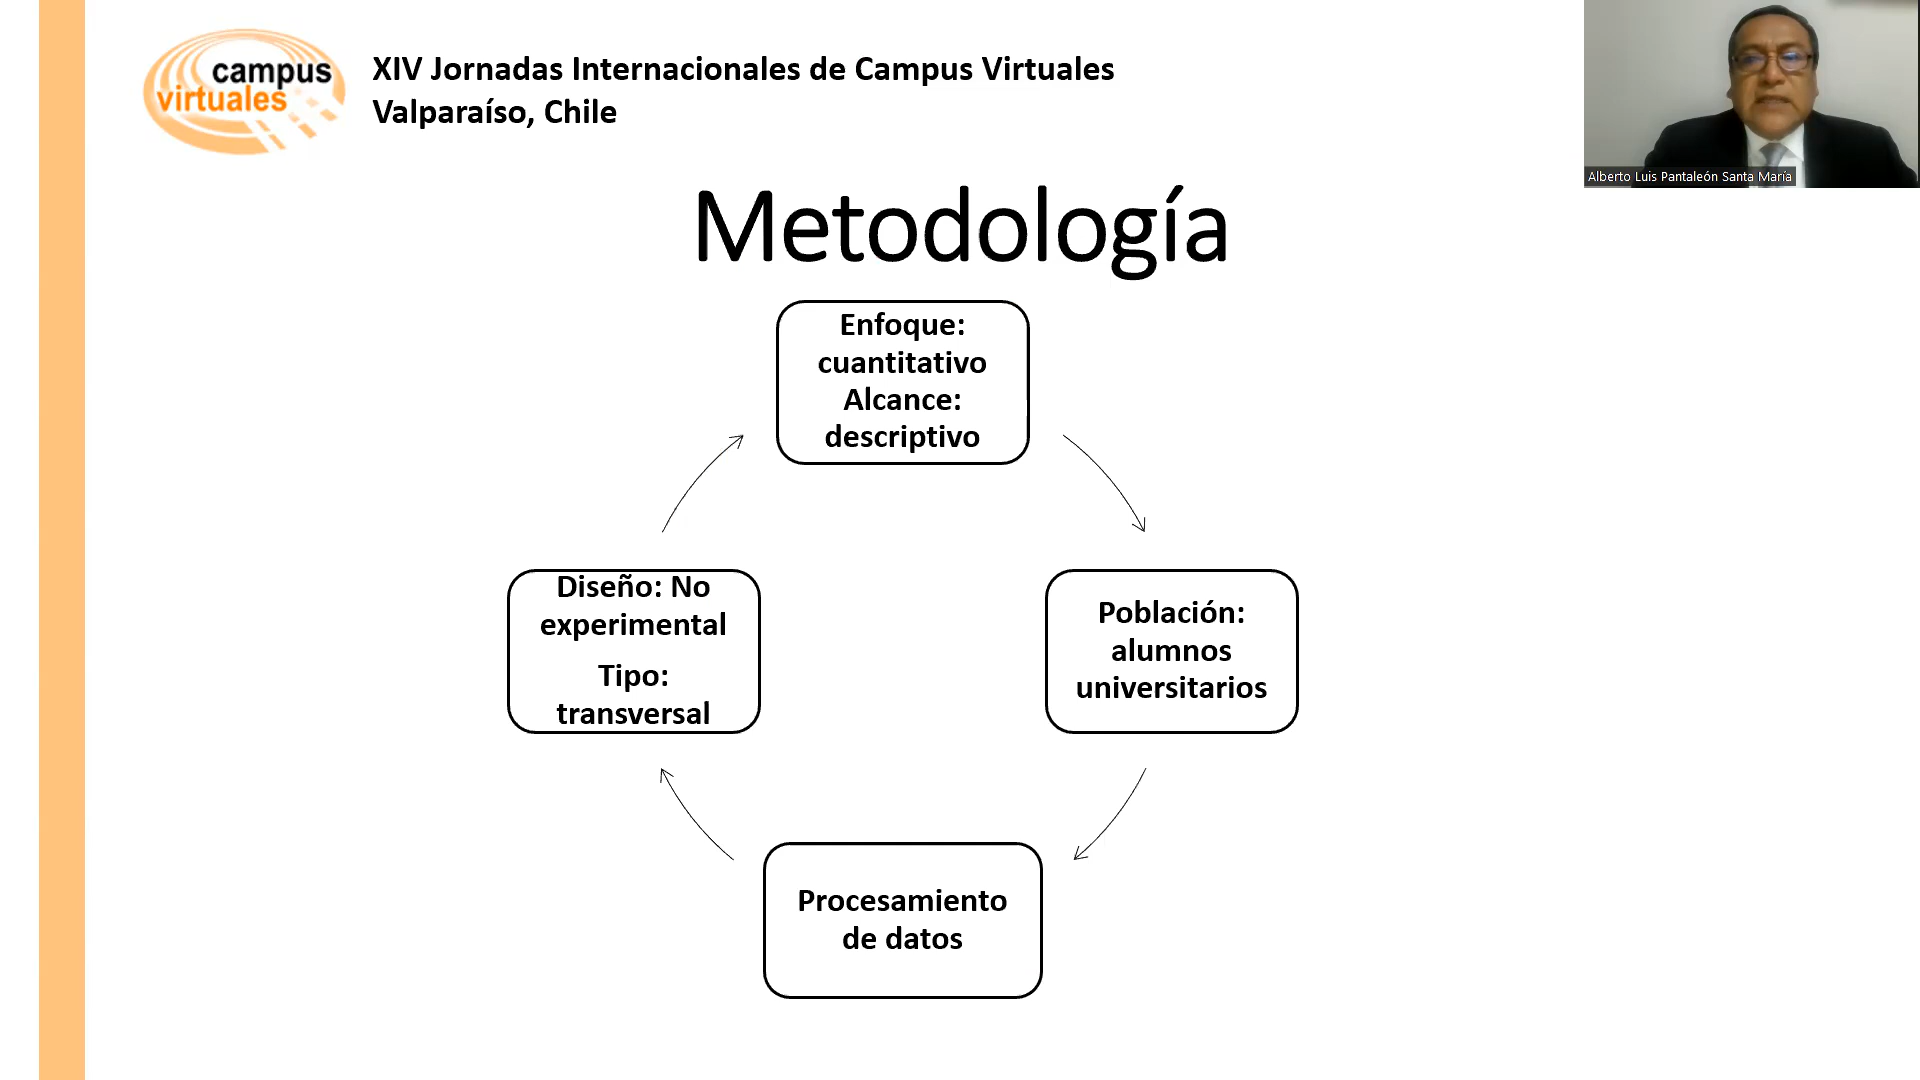 campus
virtuales
XIV Jornadas Internacionales de Campus Virtuales
Valparaíso, Chile
Alberto Luis Pantaleón Santa María
Metodología
Enfoque:
cuantitativo
Alcance:
descriptivo
Diseño: No
experimental
Tipo:
transversal
Población:
alumnos
universitarios
Procesamiento
de datos